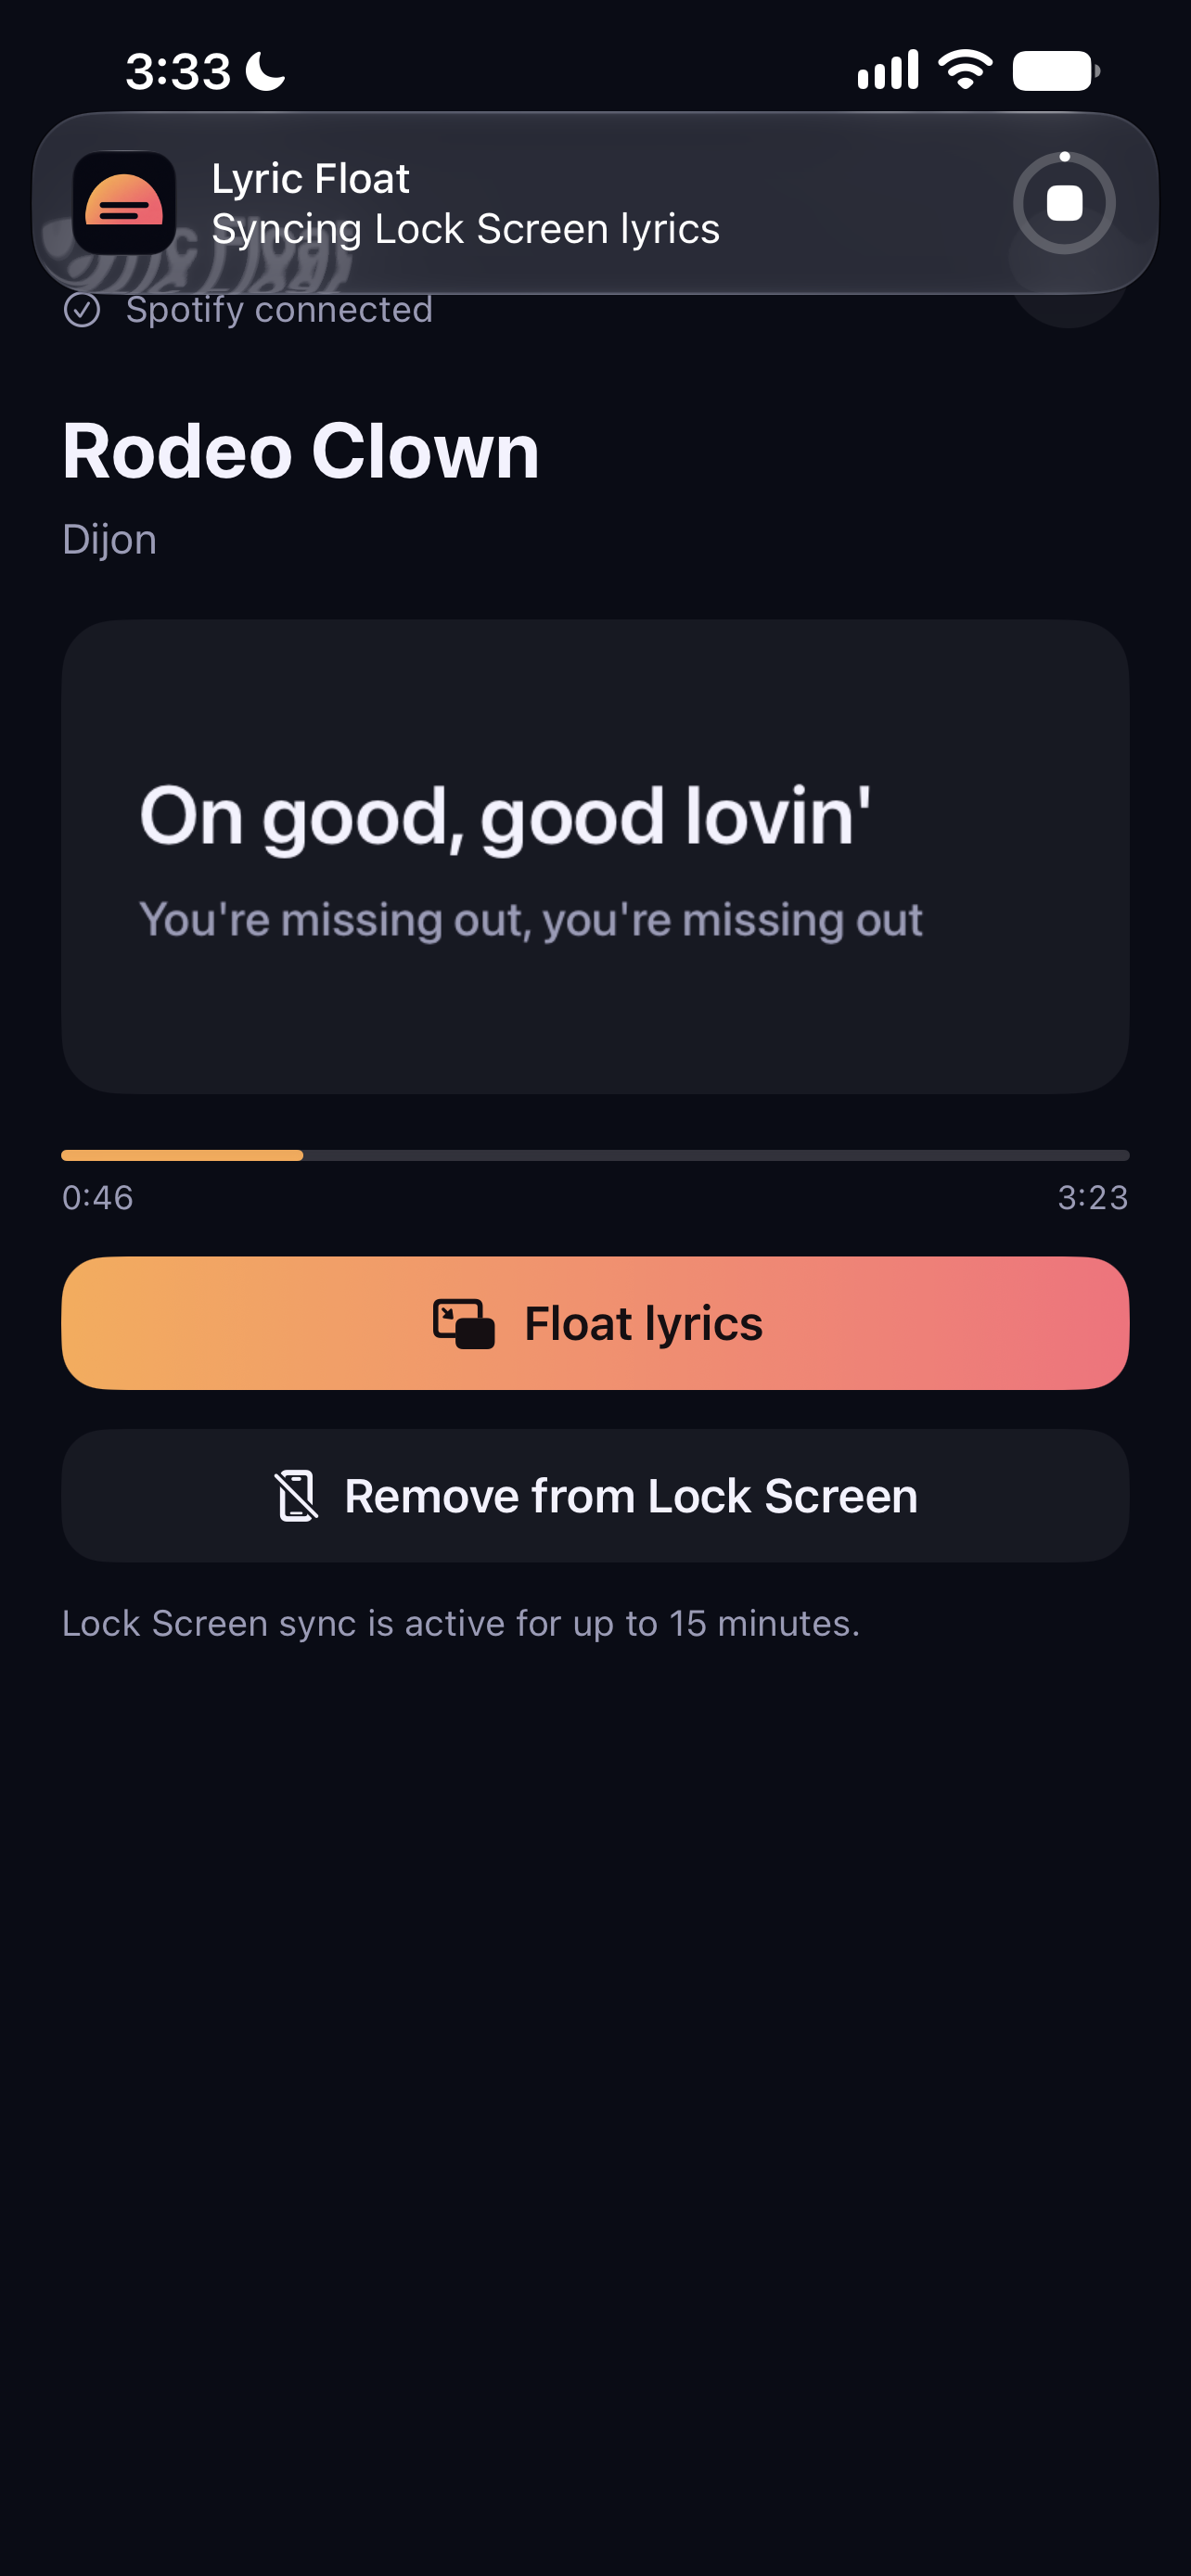 3:33
Lyric Float
Syncing Lock Screen lyrics
Spotify connected
Rodeo Clown
Dijon
On good, good lovin'
You're missing out, you're missing out
0:46
3:23
Float lyrics
Remove from Lock Screen
Lock Screen sync is active for up to 15 minutes.